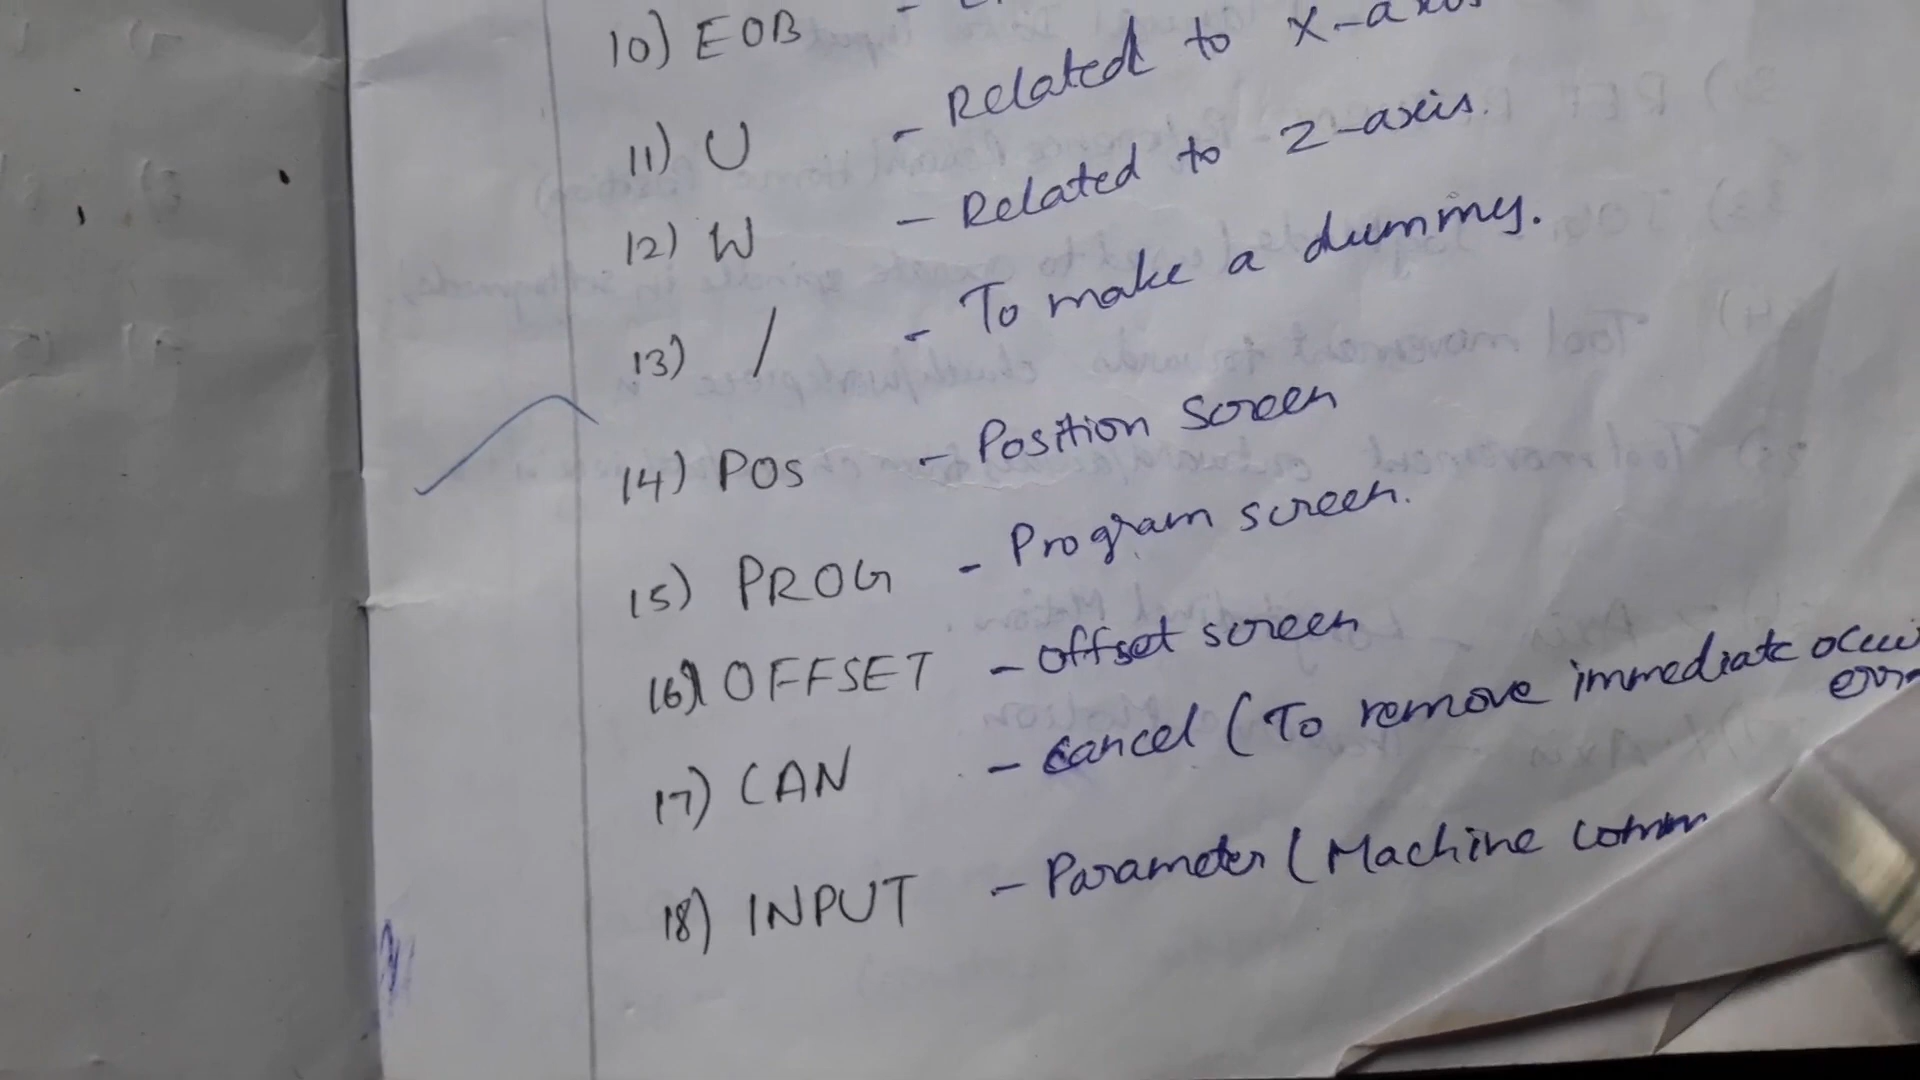 10) EOB -
11) U - Related to X-axis
12) W - Related to Z-axis.
13) / - To make a dummy.
14) POS - Position Screen
15) PROG - Program screen.
16) OFFSET - offset screen
17) CAN - cancel (To remove immediate
18) INPUT - Parameter (Machine comm